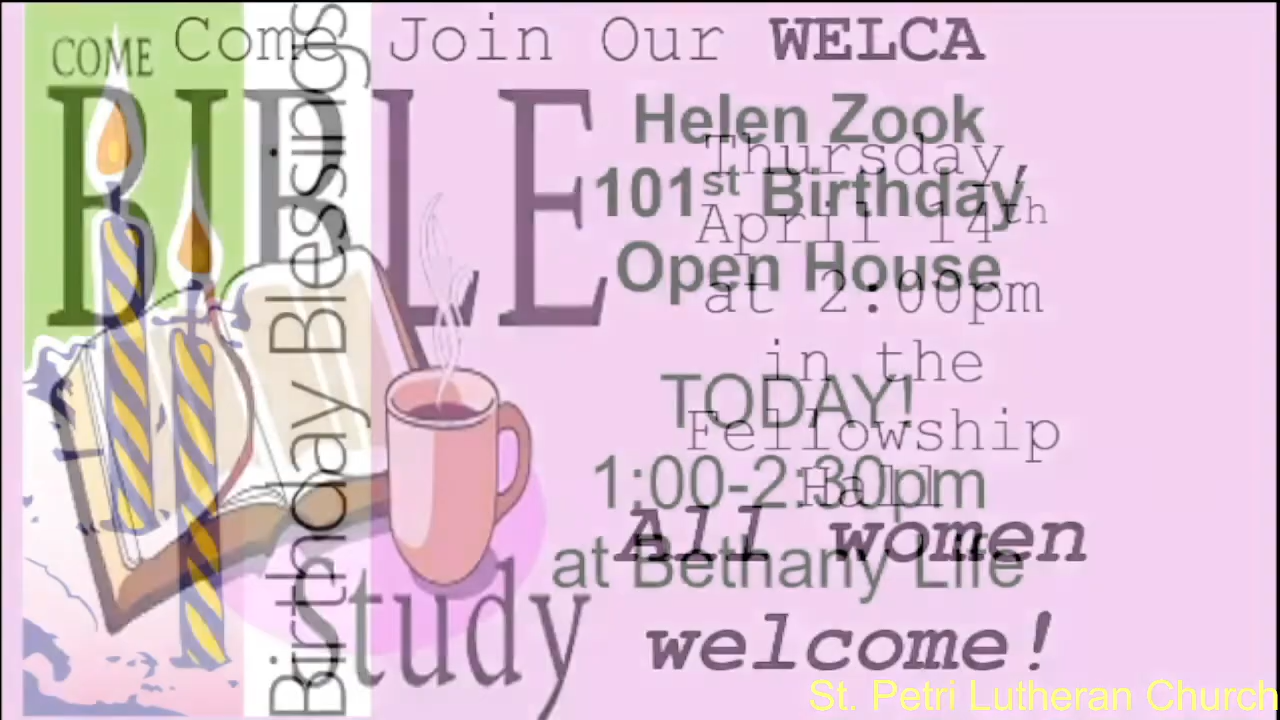 Come Join Our WELCA
COME
BIBLE
Study
Thursday,
April 14th
at 2:00pm
in the
Fellowship
Hall
All women
welcome!
Birthday Blessings
Helen Zook
101st Birthday
Open House
TODAY!
1:00-2:30pm
at Bethany Life
St. Petri Lutheran Church